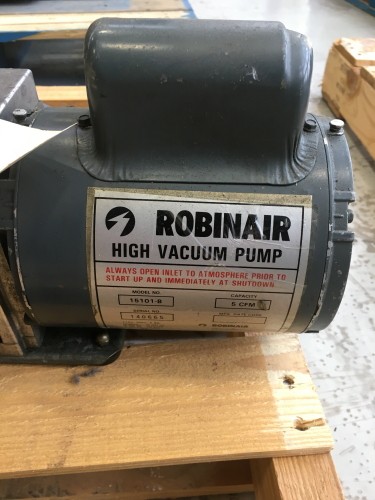 ROBINAIR
HIGH VACUUM PUMP
ALWAYS OPEN INLET TO ATMOSPHERE PRIOR TO
START UP AND IMMEDIATELY AT SHUTDOWN.
MODEL NO. CAPACITY
15101-B 5 CFM
SERIAL NO.
ROBINAIR